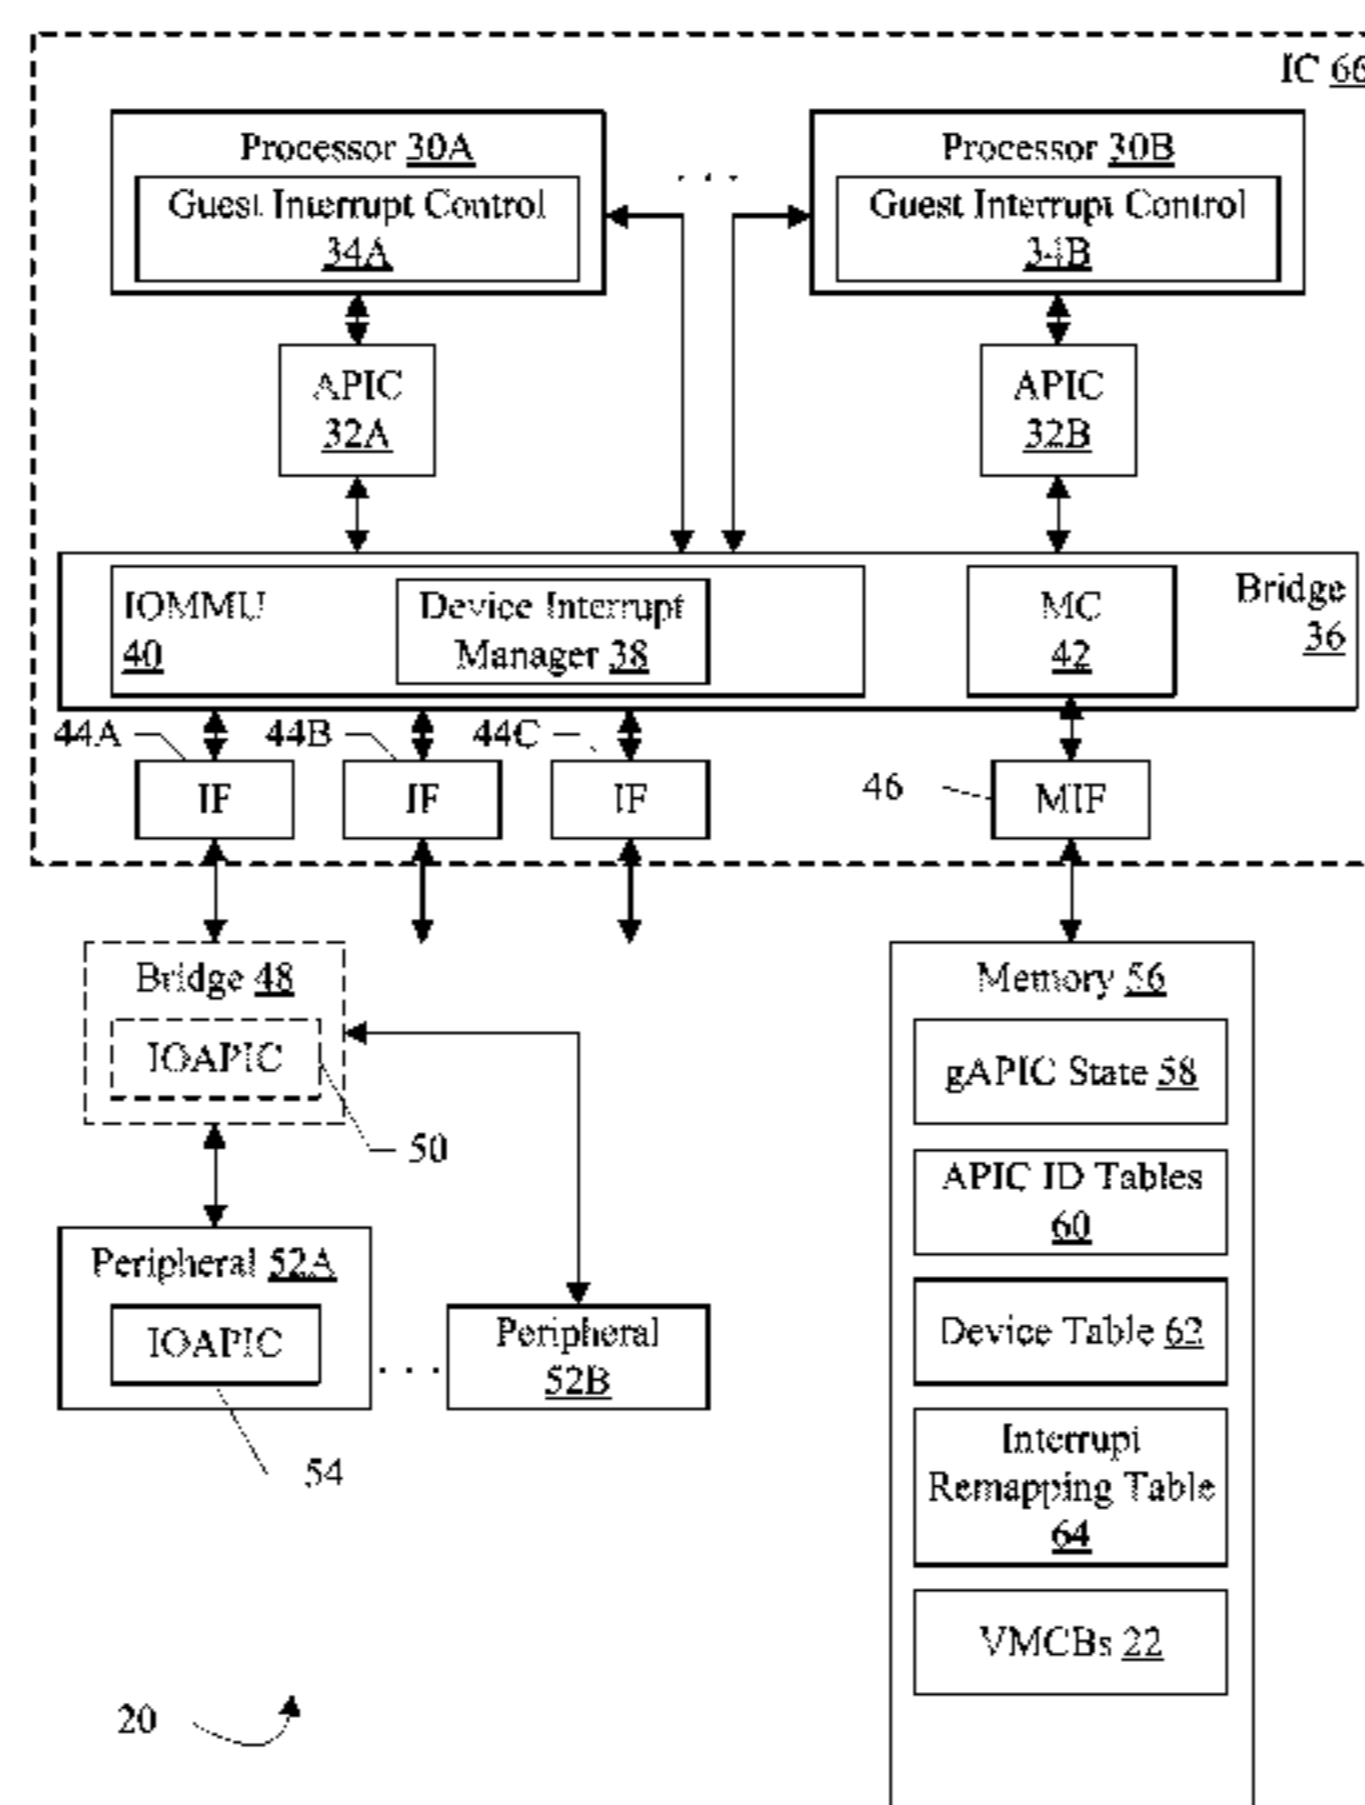 IC 66
Processor 30A
Guest Interrupt Control
34A
. . .
Processor 30B
Guest Interrupt Control
34B
APIC
32A
APIC
32B
IOMMU
40
Device Interrupt
Manager 38
MC
42
Bridge
36
44A
IF
44B
IF
44C
IF
46
MIF
Bridge 48
IOAPIC
50
Peripheral 52A
IOAPIC
54
. . .
Peripheral
52B
Memory 56
gAPIC State 58
APIC ID Tables
60
Device Table 62
Interrupt
Remapping Table
64
VMCBs 22
20